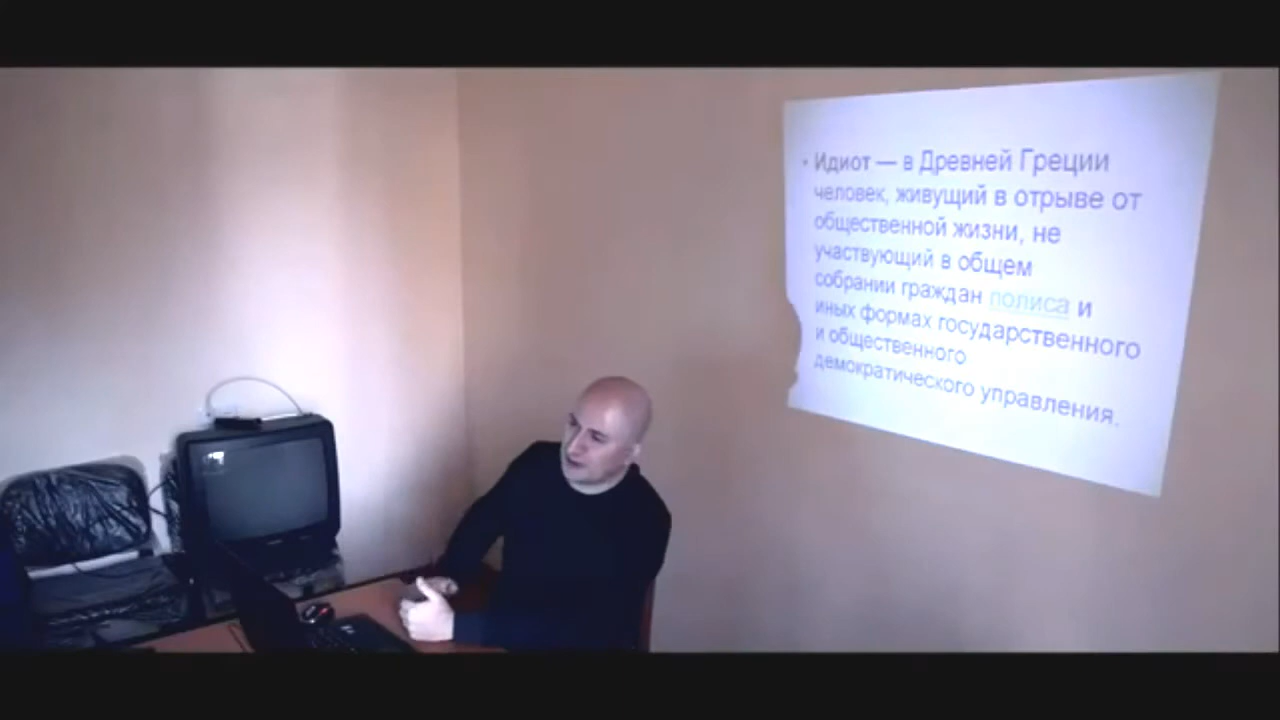 • Идиот — в Древней Греции
человек, живущий в отрыве от
общественной жизни, не
участвующий в общем
собрании граждан полиса и
иных формах государственного
и общественного
демократического управления.